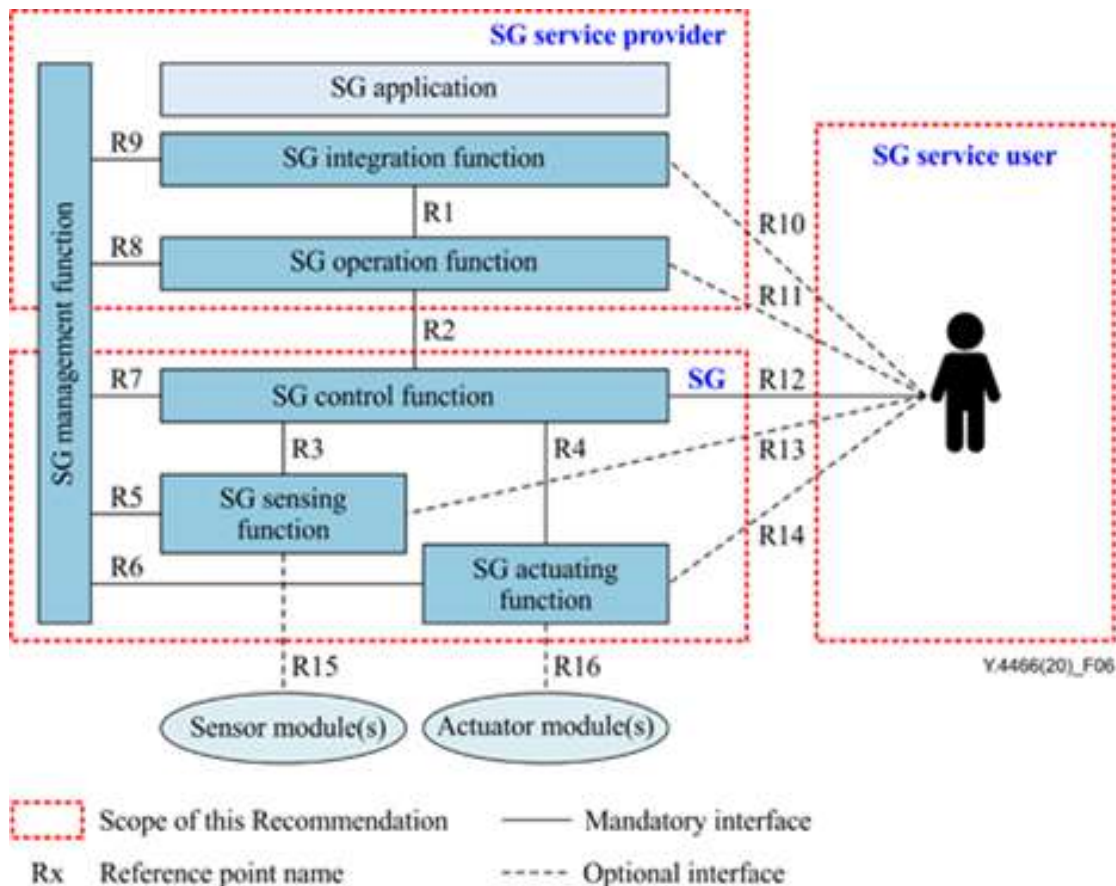 SG service provider
SG application
R9
SG integration function
SG service user
R1
R10
R8
SG operation function
R11
SG management function
R2
R7
SG control function
SG
R12
R3
R4
R13
R5
SG sensing
function
R14
R6
SG actuating
function
R15
R16
Y.4466(20)_F06
Sensor module(s)
Actuator module(s)
Scope of this Recommendation
Mandatory interface
Rx
Reference point name
Optional interface